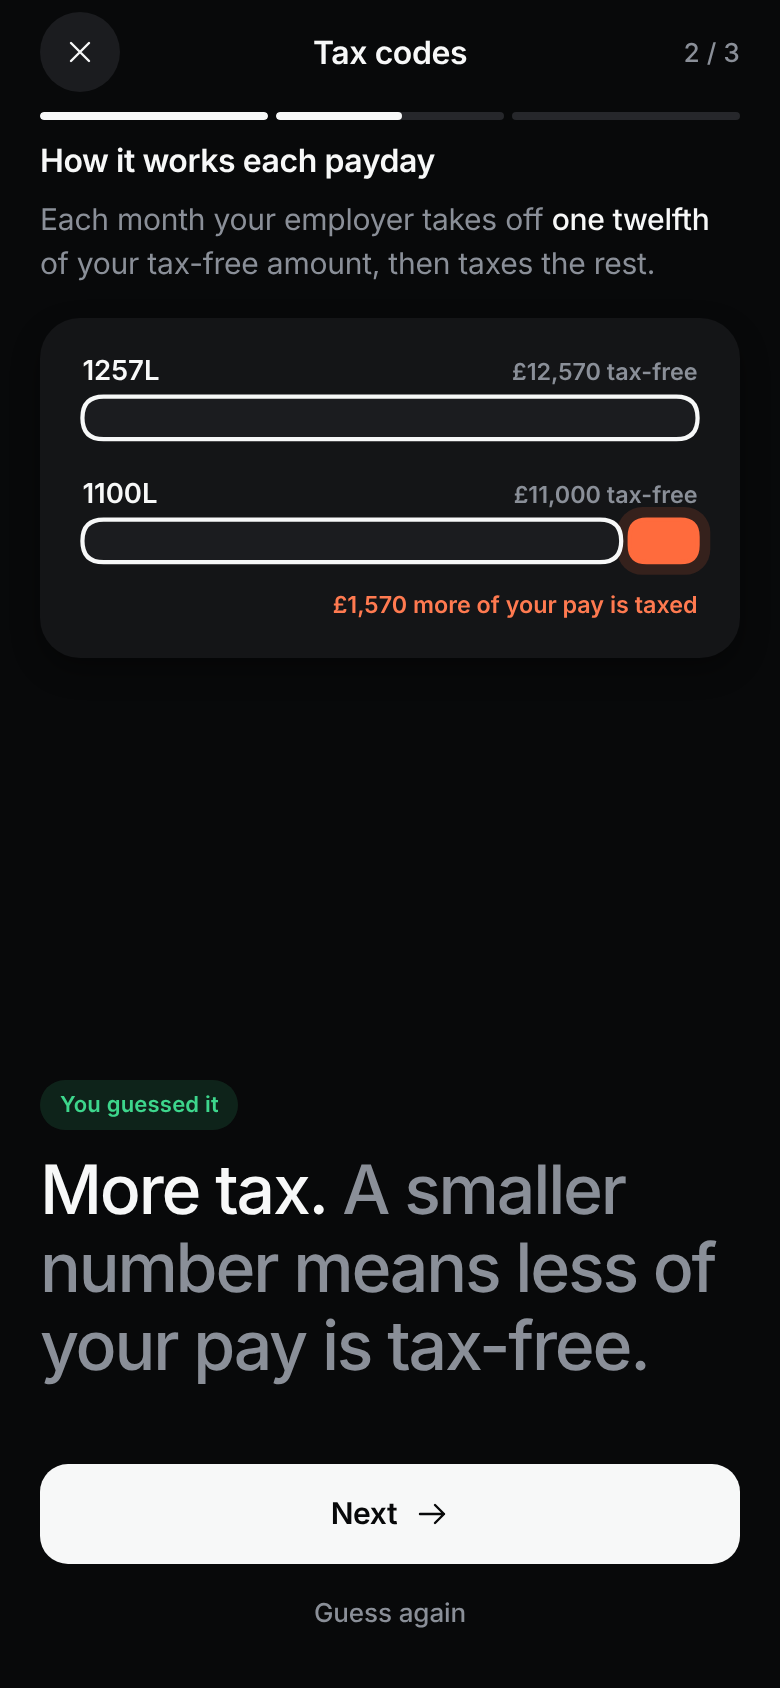 Tax codes
2 / 3
How it works each payday
Each month your employer takes off one twelfth
of your tax-free amount, then taxes the rest.
1257L
£12,570 tax-free
1100L
£11,000 tax-free
£1,570 more of your pay is taxed
You guessed it
More tax. A smaller
number means less of
your pay is tax-free.
Next →
Guess again